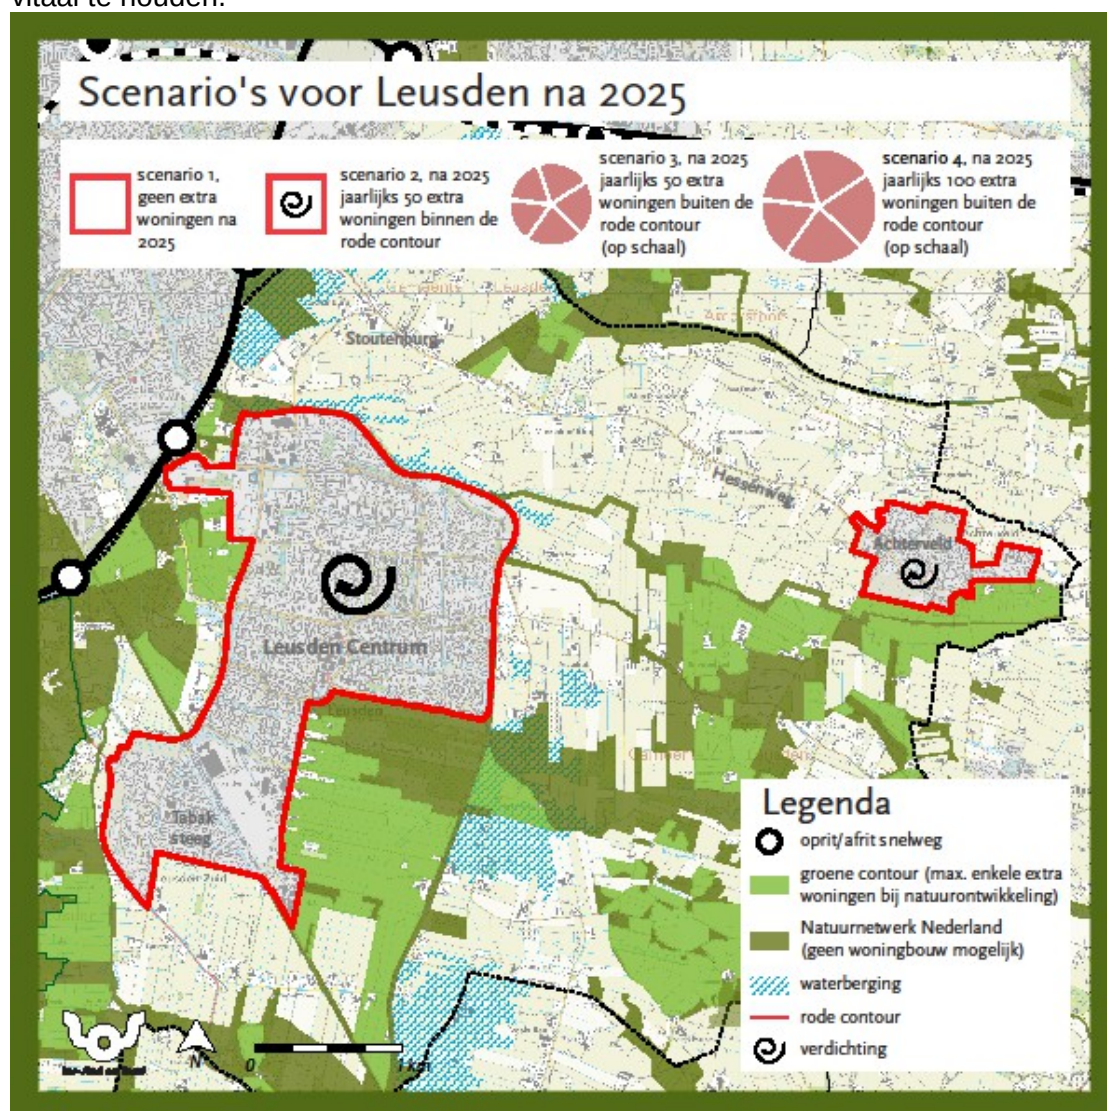 vitaal te houden.
Scenario's voor Leusden na 2025
scenario 1,
geen extra
woningen na
2025
scenario 2, na 2025
jaarlijks 50 extra
woningen binnen de
rode contour
scenario 3, na 2025
jaarlijks 50 extra
woningen buiten de
rode contour
(op schaal)
scenario 4, na 2025
jaarlijks 100 extra
woningen buiten de
rode contour
(op schaal)
Stoutenburg
Hessenweg
Achterveld
Leusden Centrum
Leusden
Tabak
steeg
Legenda
oprit/afrit snelweg
groene contour (max. enkele extra
woningen bij natuurontwikkeling)
Natuurnetwerk Nederland
(geen woningbouw mogelijk)
waterberging
rode contour
verdichting
N
0
1 km